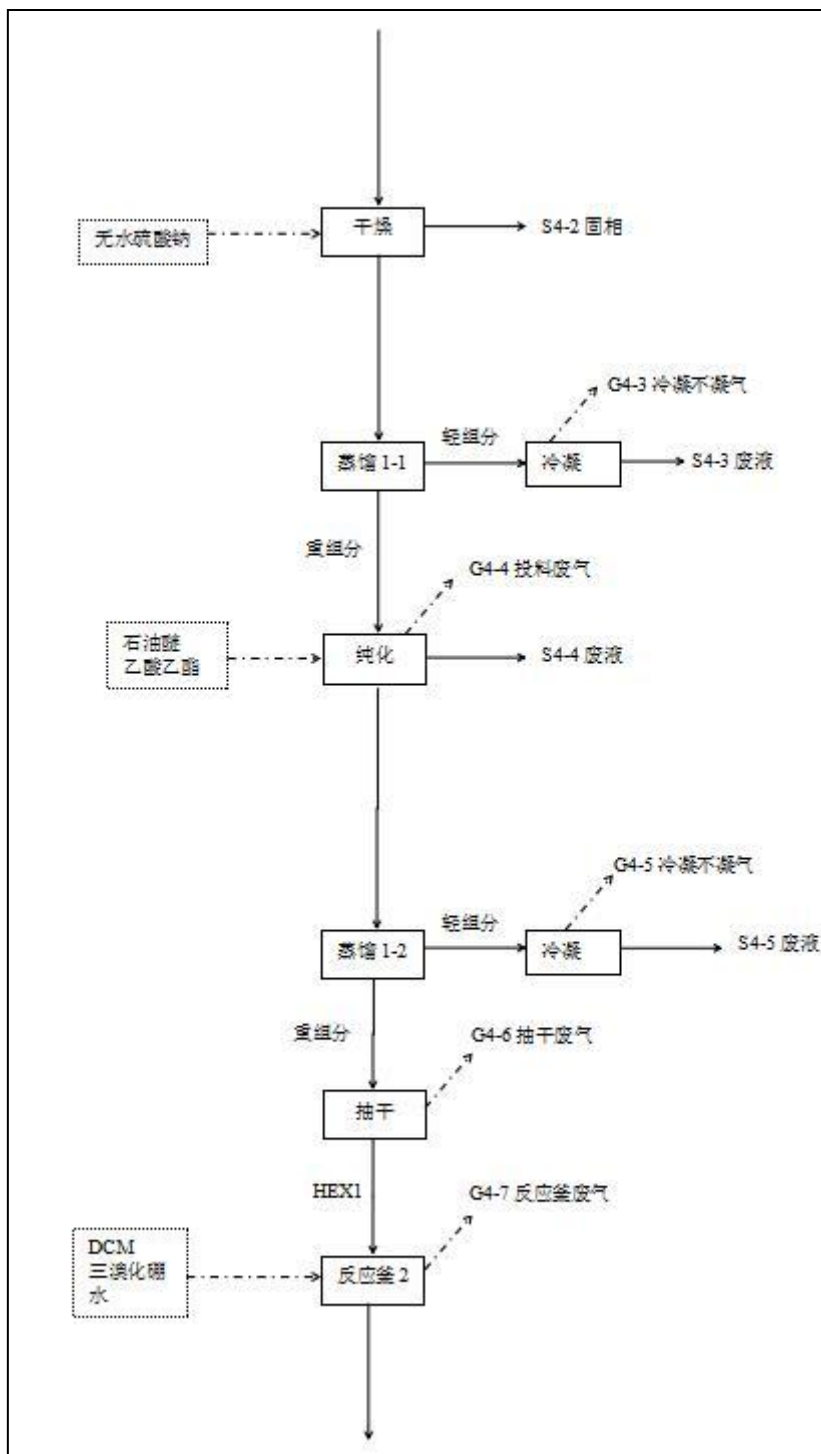 干燥
无水硫酸钠
S4-2 固相
G4-3 冷凝不凝气
轻组分
蒸馏 1-1
冷凝
S4-3 废液
重组分
G4-4 投料废气
石油醚
乙酸乙酯
纯化
S4-4 废液
G4-5 冷凝不凝气
轻组分
蒸馏 1-2
冷凝
S4-5 废液
重组分
G4-6 抽干废气
抽干
HEX1
G4-7 反应釜废气
DCM
三溴化硼
水
反应釜 2